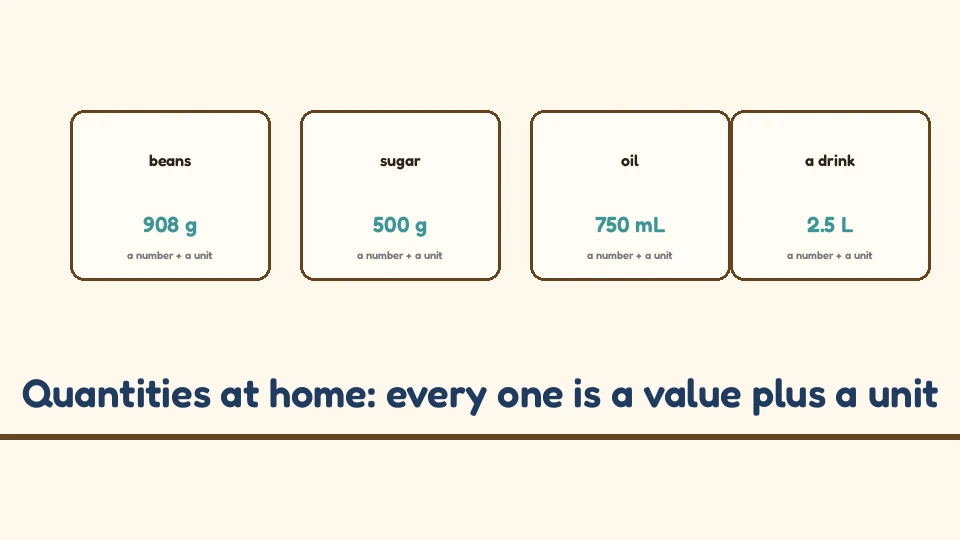 beans
908 g
a number + a unit
sugar
500 g
a number + a unit
oil
750 mL
a number + a unit
a drink
2.5 L
a number + a unit
Quantities at home: every one is a value plus a unit